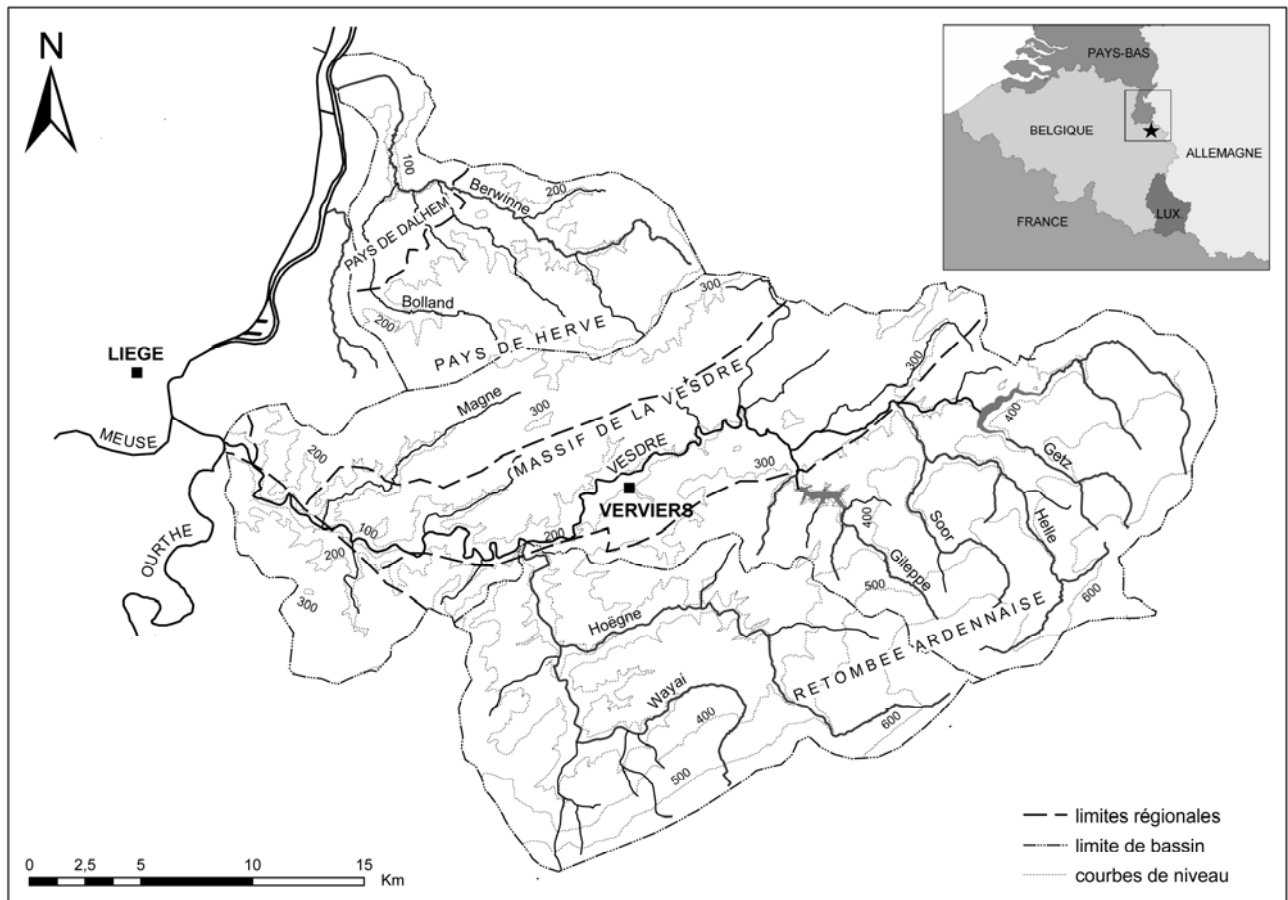 N
PAYS-BAS
BELGIQUE
ALLEMAGNE
FRANCE
LUX.
100
Berwinne
200
PAYS DE DALHEM
Bolland
200
300
PAYS DE HERVE
LIEGE
Magne
300
MASSIF DE LA VESDRE
300
MEUSE
200
VESDRE
300
VERVIERS
400
Getz
OURTHE
100
200
200
300
400
Soor
Helle
Gileppe
500
600
Hoëgne
RETOMBEE ARDENNAISE
Wayai
400
600
500
limites régionales
limite de bassin
courbes de niveau
0 2,5 5 10 15
Km